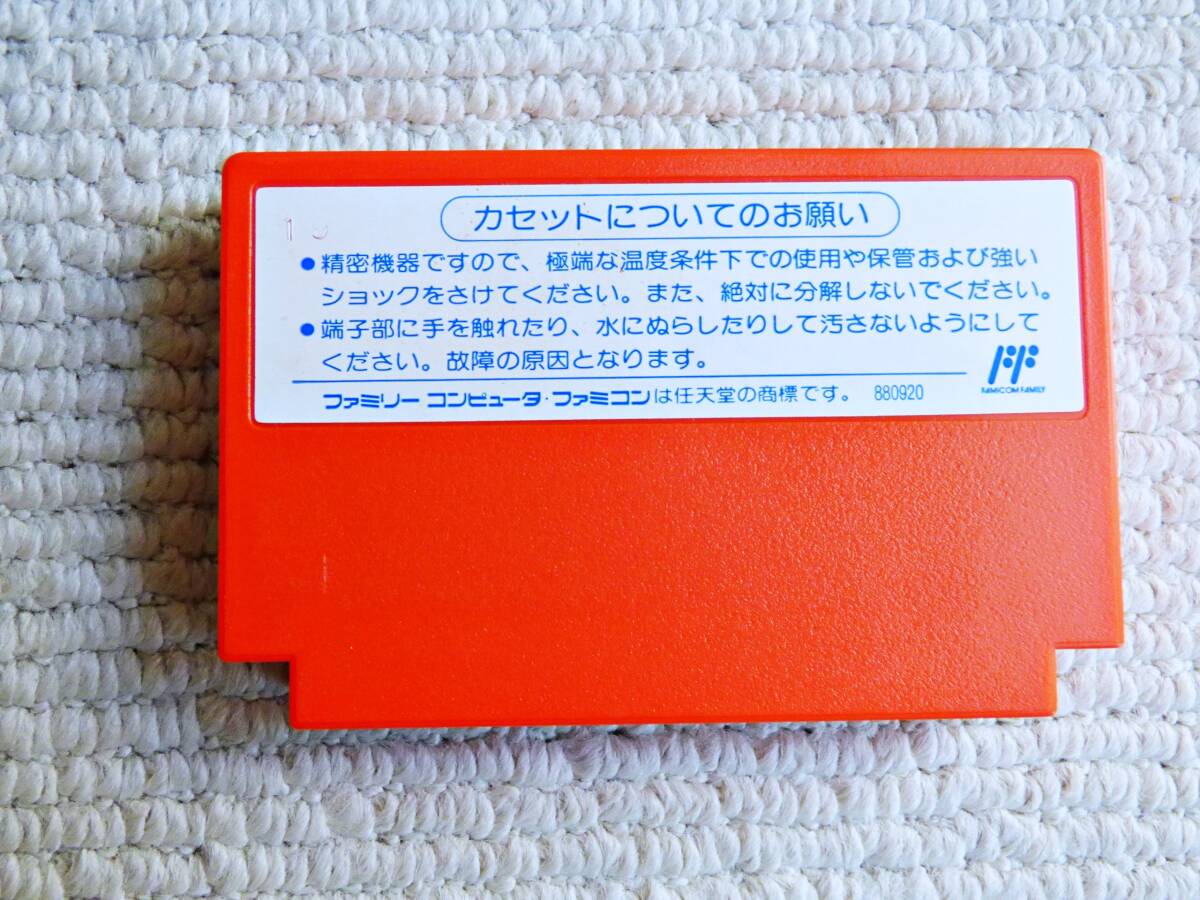 カセットについてのお願い
●精密機器ですので、極端な温度条件下での使用や保管および強い
ショックをさけてください。また、絶対に分解しないでください。
●端子部に手を触れたり、水にぬらしたりして汚さないようにして
ください。故障の原因となります。
FF
FAMICOM FAMILY
ファミリー コンピュータ・ファミコンは任天堂の商標です。 880920